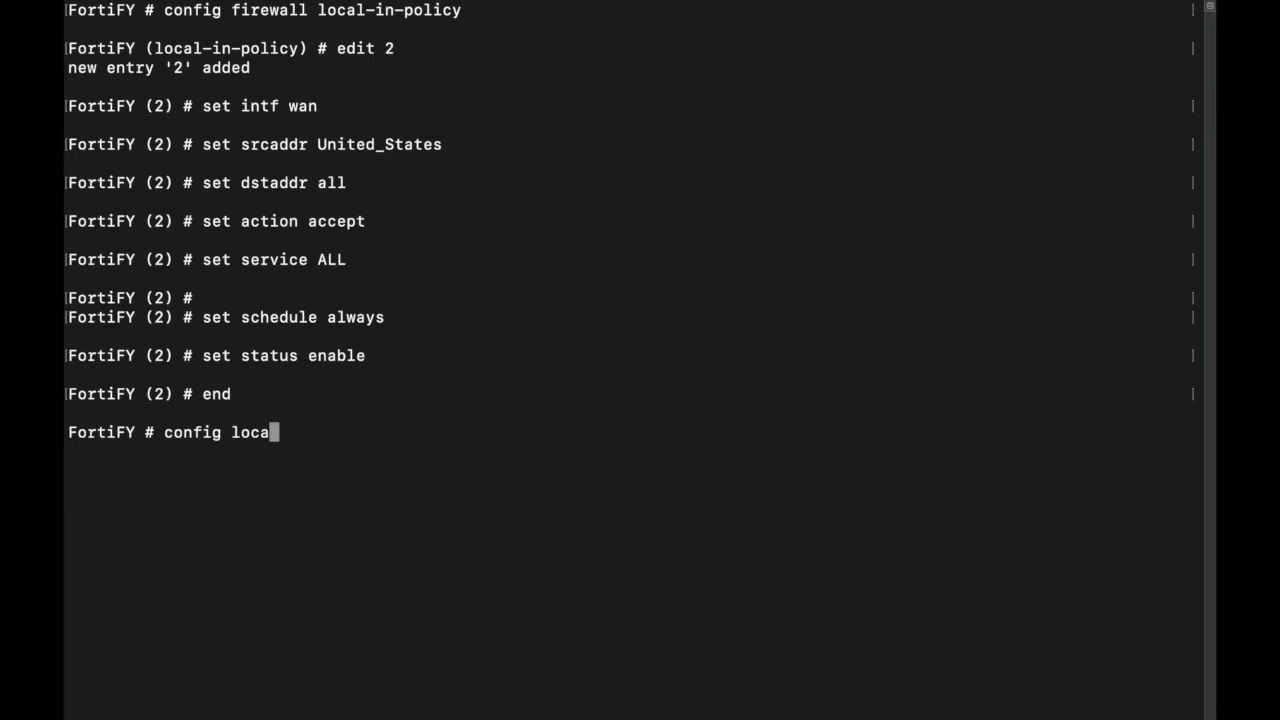 FortiFY # config firewall local-in-policy
[FortiFY (local-in-policy) # edit 2 ]
new entry '2' added
[FortiFY (2) # set intf wan ]
[FortiFY (2) # set srcaddr United_States ]
[FortiFY (2) # set dstaddr all ]
[FortiFY (2) # set action accept ]
[FortiFY (2) # set service ALL ]
[FortiFY (2) # ]
[FortiFY (2) # set schedule always ]
[FortiFY (2) # set status enable ]
[FortiFY (2) # end ]
FortiFY # config loca